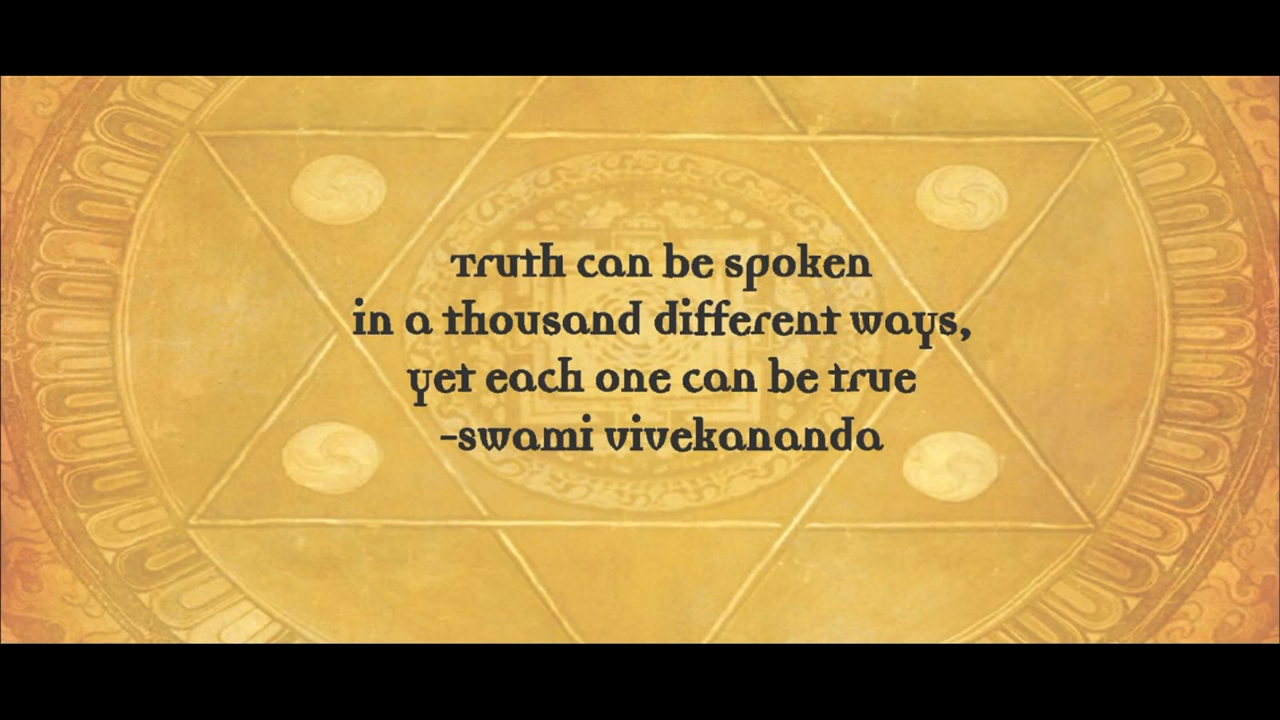 truth can be spoken
in a thousand different ways,
yet each one can be true
-swami vivekananda